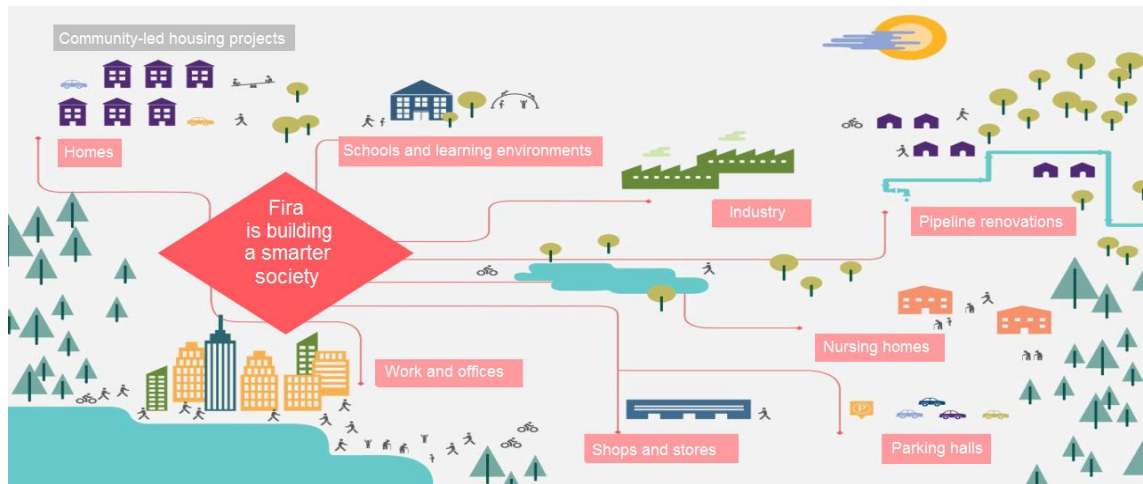 Community-led housing projects
Homes
Schools and learning environments
Fira
is building
a smarter
society
Industry
Pipeline renovations
Nursing homes
Work and offices
P
Shops and stores
Parking halls